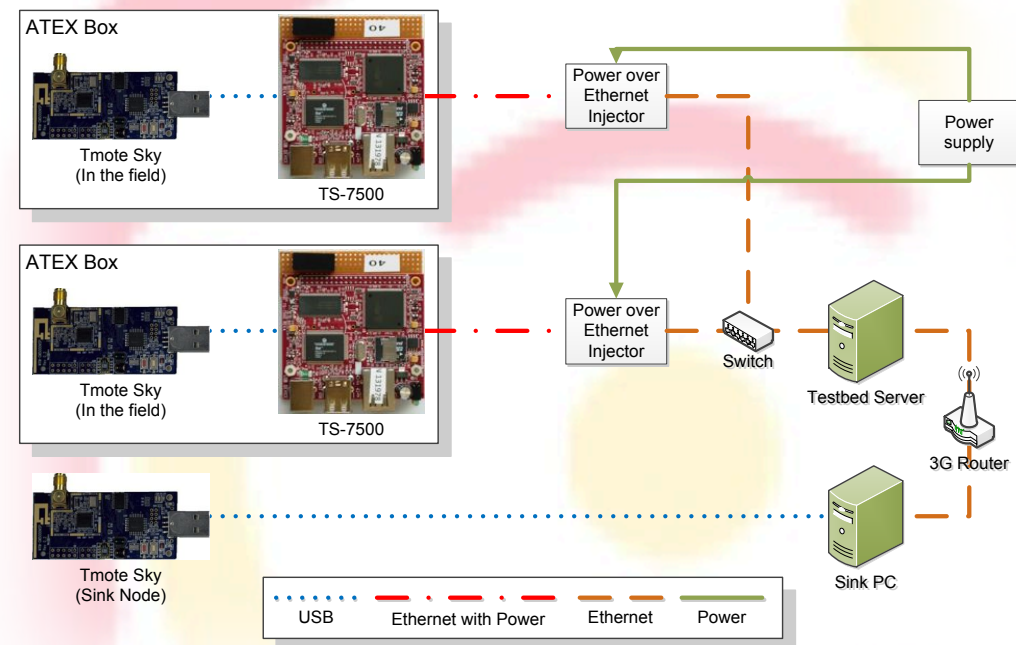 ATEX Box
Tmote Sky
(In the field)
40
TS-7500
Power over
Ethernet
Injector
Power
supply
ATEX Box
Tmote Sky
(In the field)
40
TS-7500
Power over
Ethernet
Injector
Switch
Testbed Server
3G Router
Tmote Sky
(Sink Node)
Sink PC
USB
Ethernet with Power
Ethernet
Power